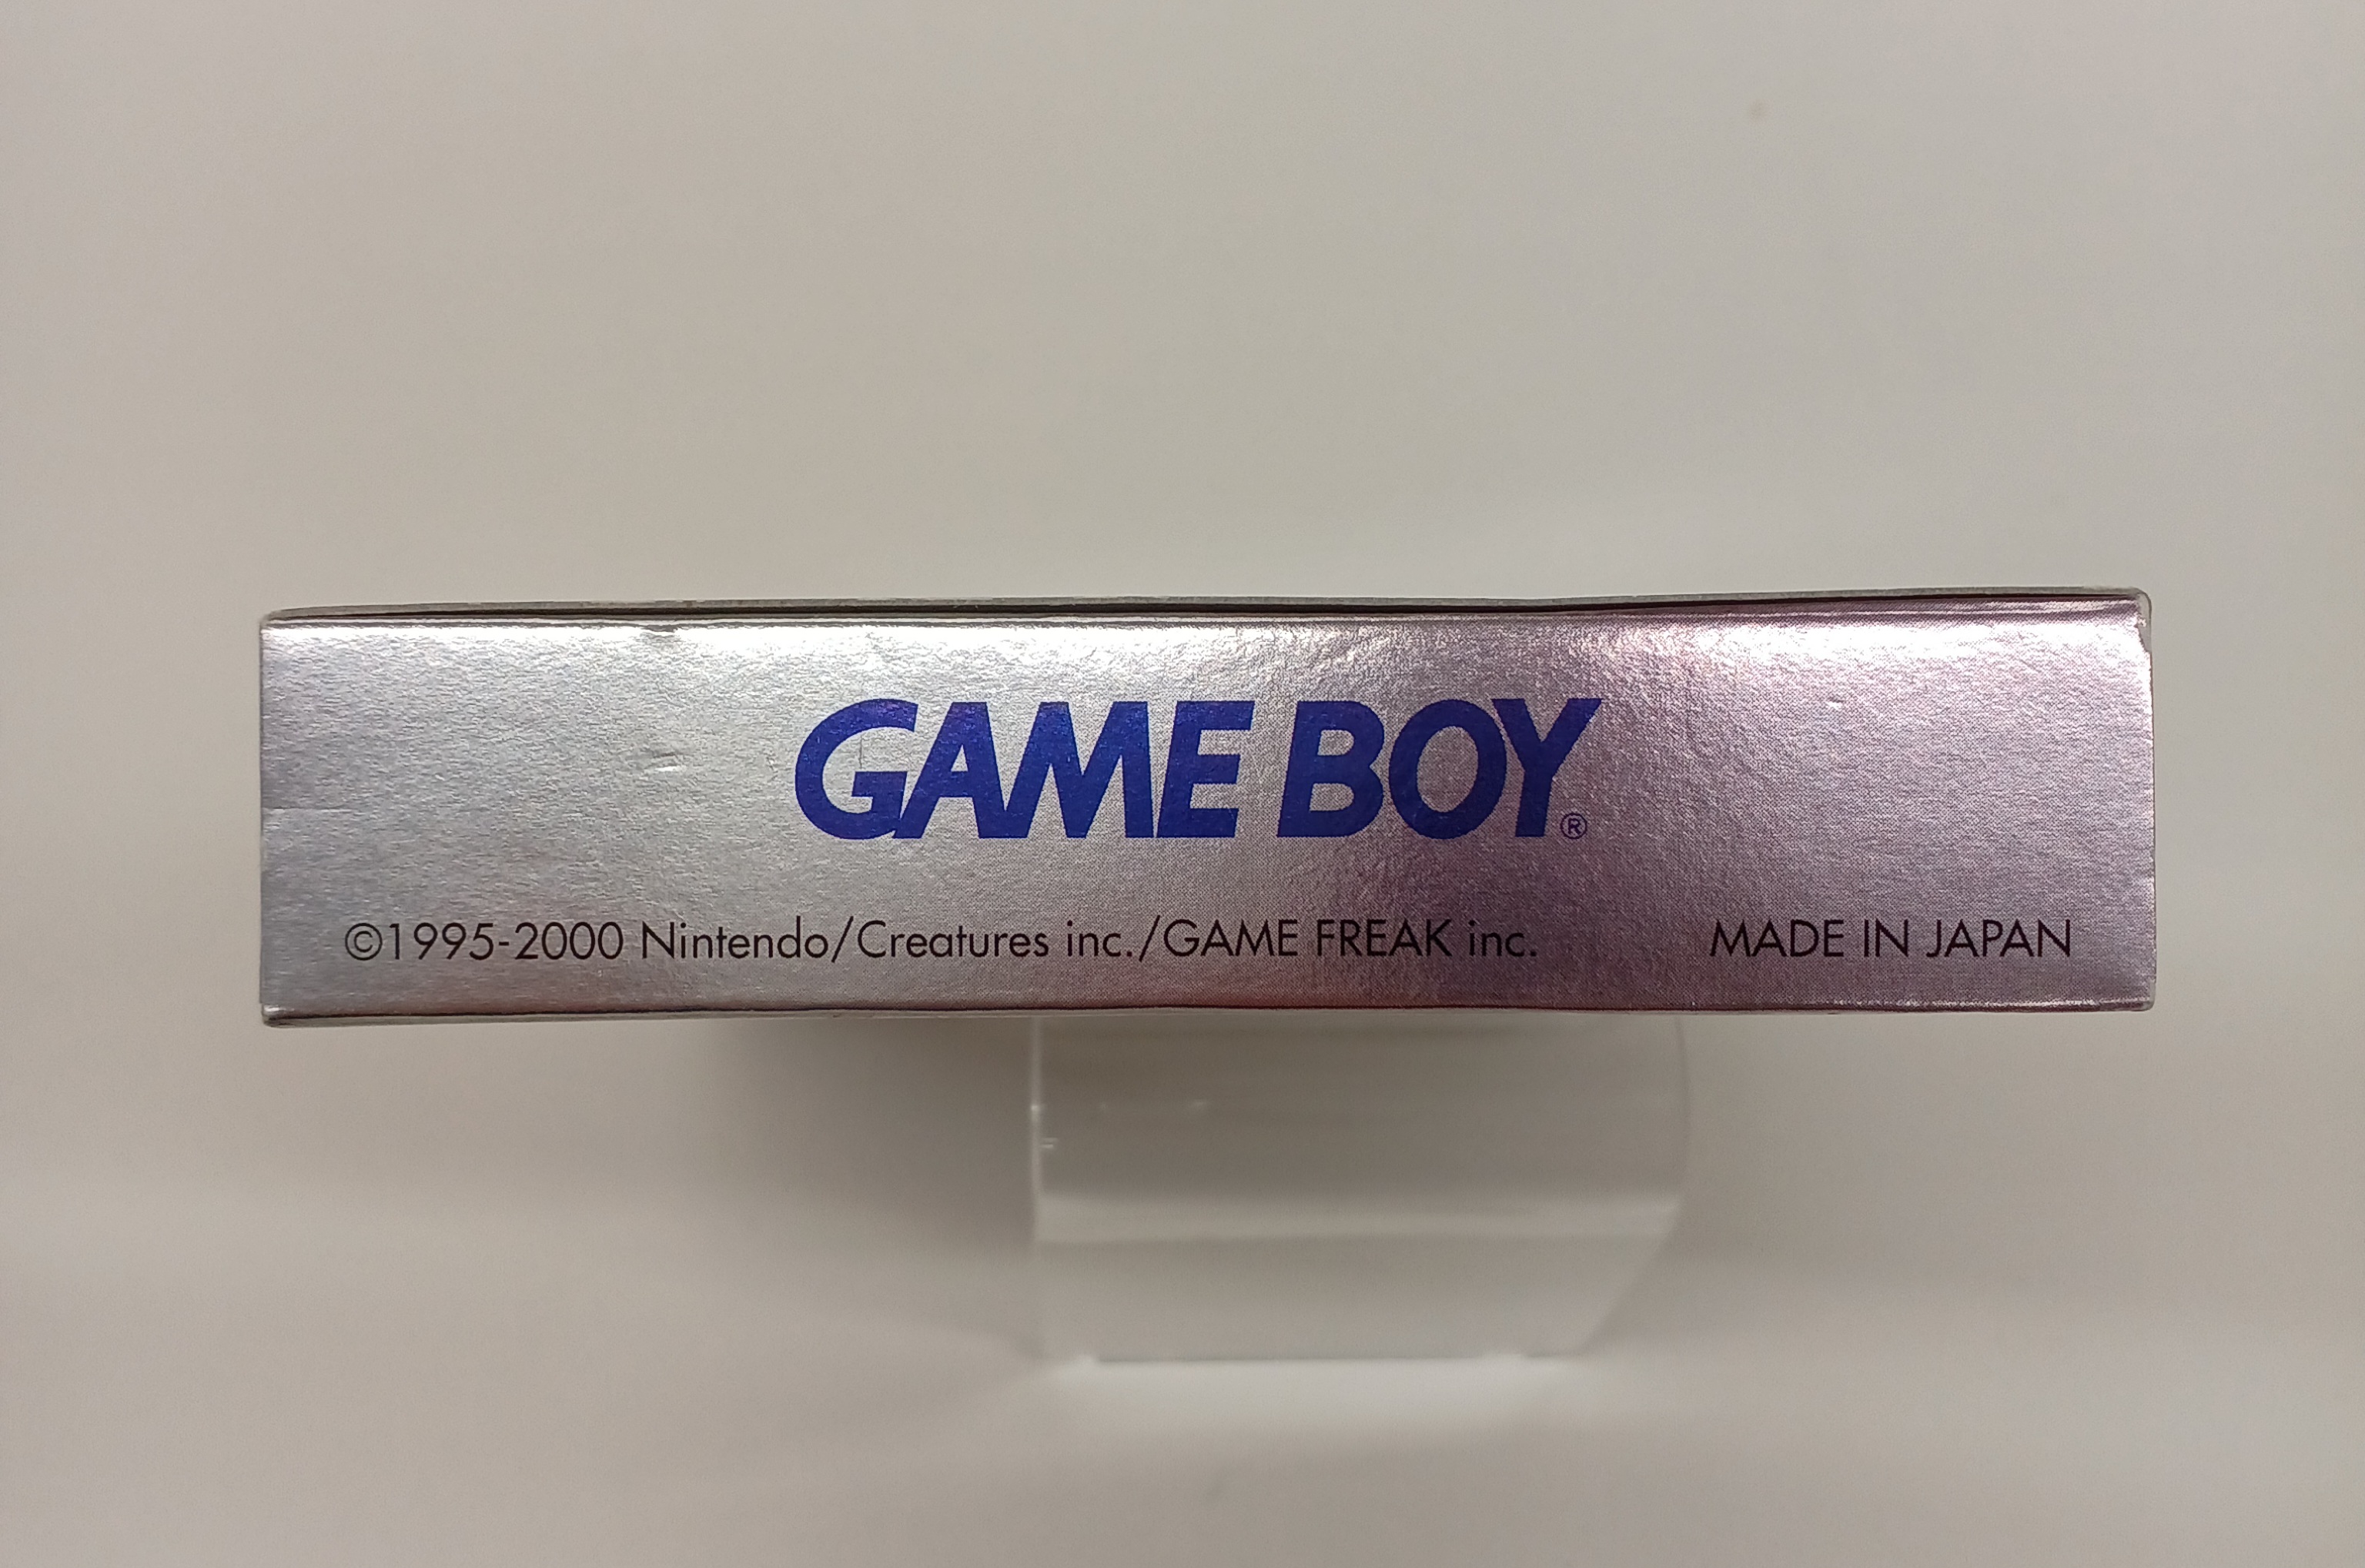 GAME BOY®
©1995-2000 Nintendo/Creatures inc./GAME FREAK inc. MADE IN JAPAN